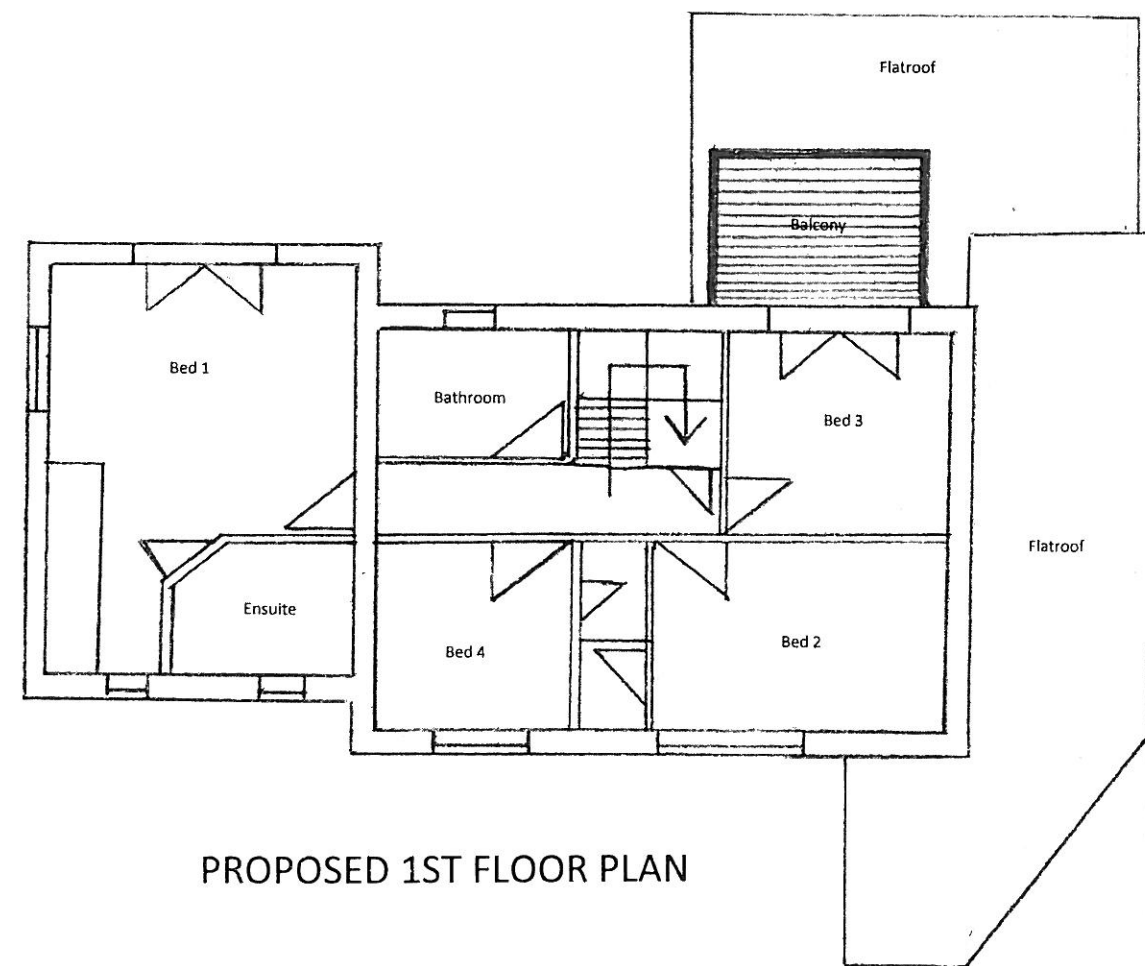 Flatroof
Balcony
Bed 1
Bathroom
Bed 3
Flatroof
Ensuite
Bed 4
Bed 2
PROPOSED 1ST FLOOR PLAN